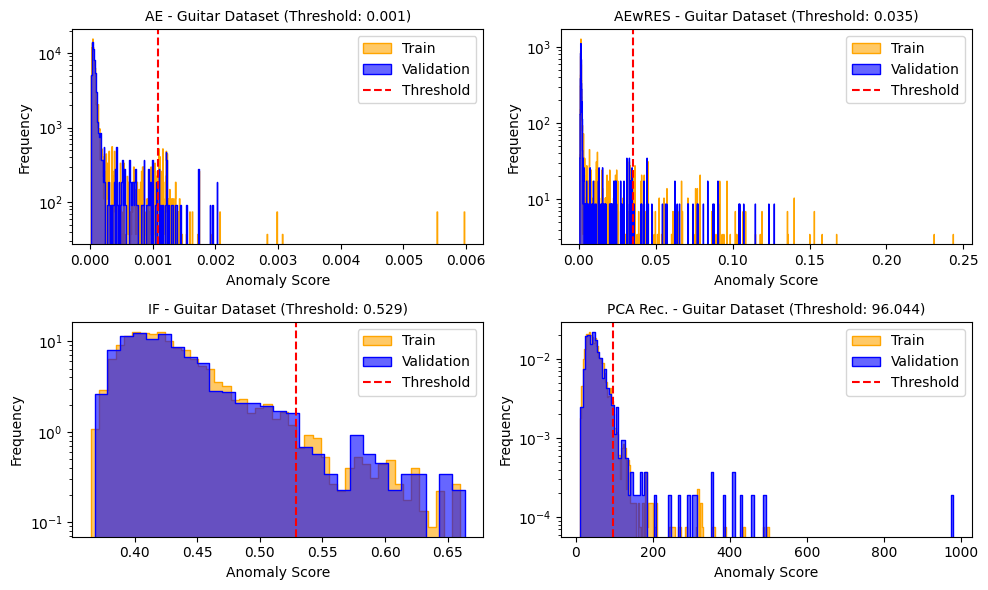 AE - Guitar Dataset (Threshold: 0.001)
Frequency
10^4
10^3
10^2
Train
Validation
Threshold
0.000 0.001 0.002 0.003 0.004 0.005 0.006
Anomaly Score
AEwRES - Guitar Dataset (Threshold: 0.035)
Frequency
10^3
10^2
10^1
Train
Validation
Threshold
0.00 0.05 0.10 0.15 0.20 0.25
Anomaly Score
IF - Guitar Dataset (Threshold: 0.529)
Frequency
10^1
10^0
10^−1
Train
Validation
Threshold
0.40 0.45 0.50 0.55 0.60 0.65
Anomaly Score
PCA Rec. - Guitar Dataset (Threshold: 96.044)
Frequency
10^−2
10^−3
10^−4
Train
Validation
Threshold
0 200 400 600 800 1000
Anomaly Score